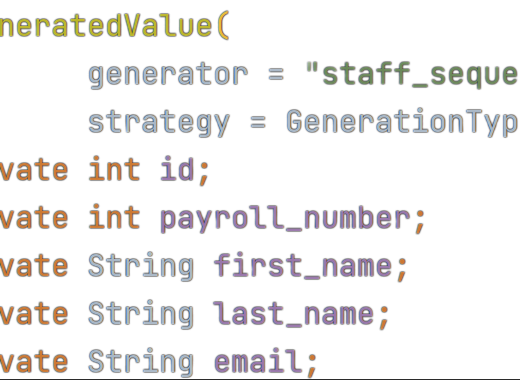 neratedValue(
generator = "staff_seque
strategy = GenerationTyp
vate int id;
vate int payroll_number;
vate String first_name;
vate String last_name;
vate String email;